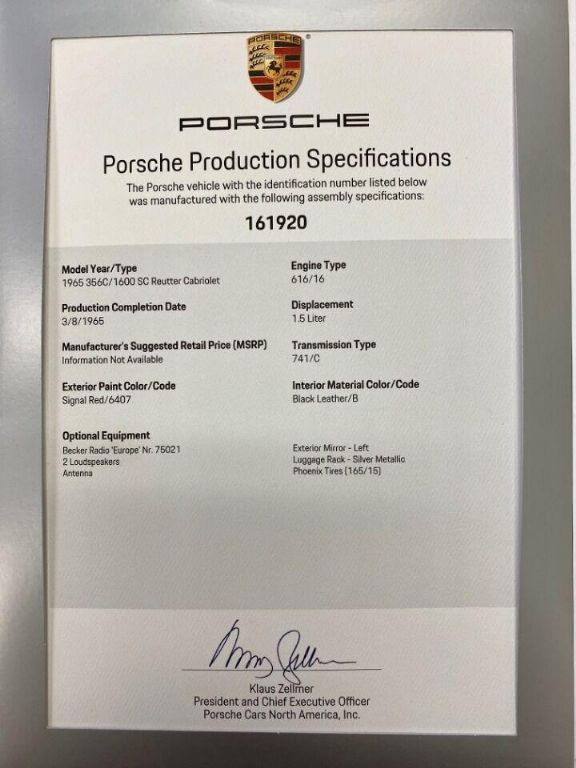 PORSCHE
PORSCHE
Porsche Production Specifications
The Porsche vehicle with the identification number listed below
was manufactured with the following assembly specifications:
161920
Model Year/Type
1965 356C/1600 SC Reutter Cabriolet
Engine Type
616/16
Production Completion Date
3/8/1965
Displacement
1.5 Liter
Manufacturer's Suggested Retail Price (MSRP)
Information Not Available
Transmission Type
741/C
Exterior Paint Color/Code
Signal Red/6407
Interior Material Color/Code
Black Leather/B
Optional Equipment
Becker Radio 'Europe' Nr. 75021
2 Loudspeakers
Antenna
Exterior Mirror - Left
Luggage Rack - Silver Metallic
Phoenix Tires (165/15)
Klaus Zellmer
President and Chief Executive Officer
Porsche Cars North America, Inc.